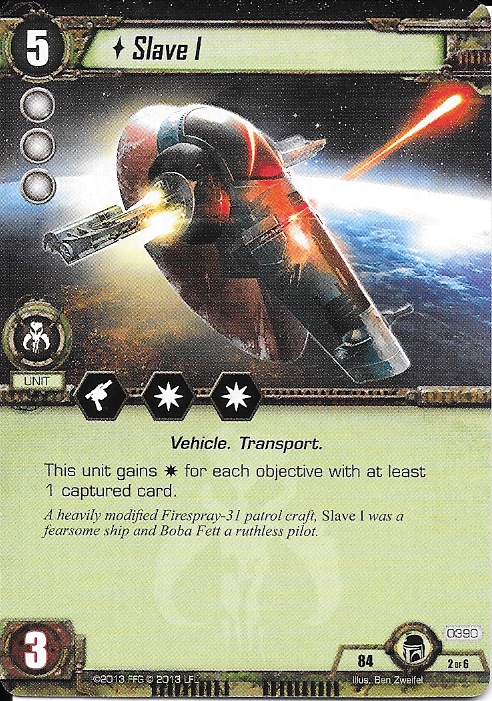 5
Slave I
UNIT
Vehicle. Transport.
This unit gains for each objective with at least
1 captured card.
A heavily modified Firespray-31 patrol craft, Slave I was a
fearsome ship and Boba Fett a ruthless pilot.
3
0390
84
2 OF 6
©2013 FFG © 2013 LFL
Illus. Ben Zweifel